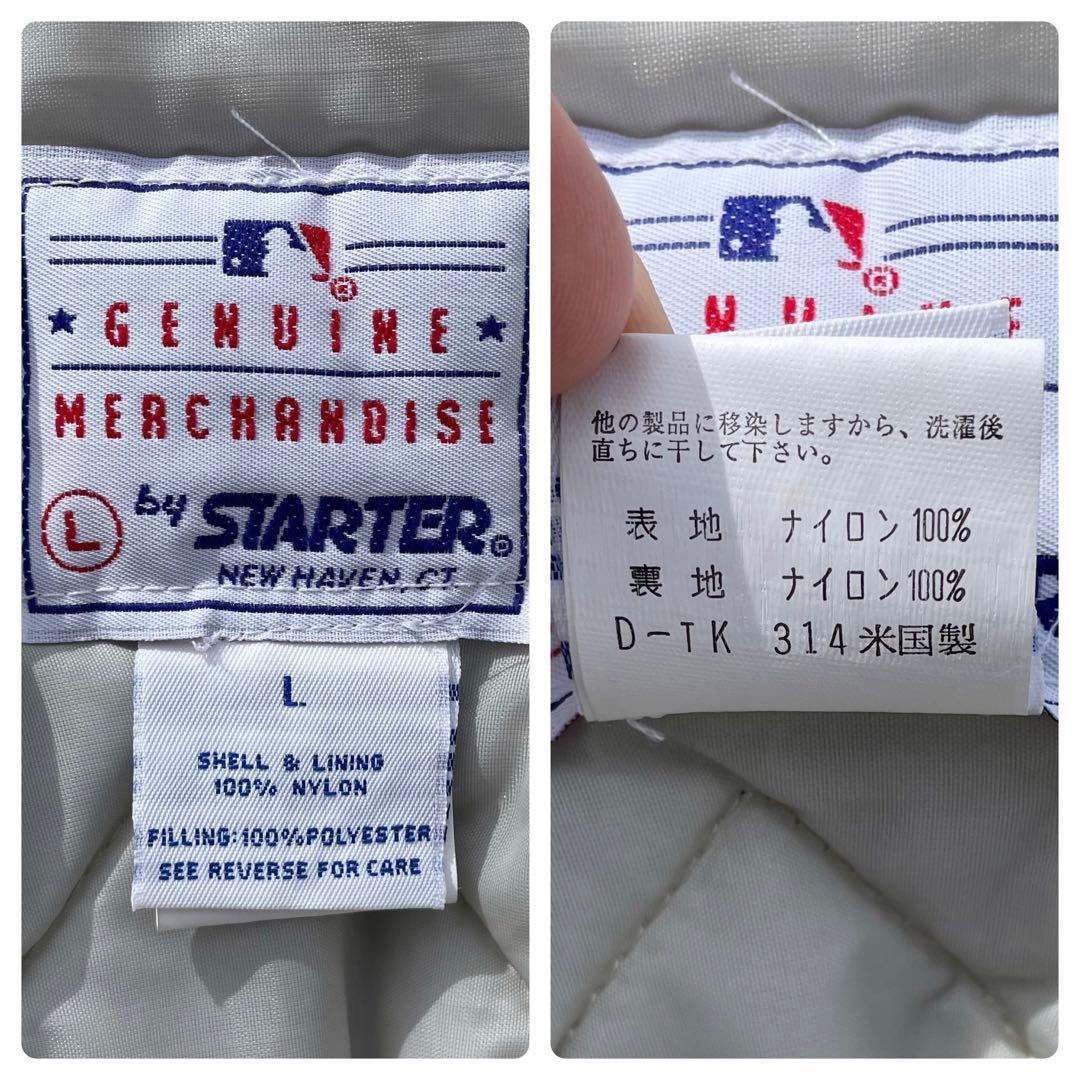 GENUINE
MERCHANDISE
L by STARTER®
NEW HAVEN, CT
L
SHELL & LINING
100% NYLON
FILLING:100%POLYESTER
SEE REVERSE FOR CARE
他の製品に移染しますから、洗濯後
直ちに干して下さい。
表 地 ナイロン100%
裏 地 ナイロン100%
D-TK 314米国製